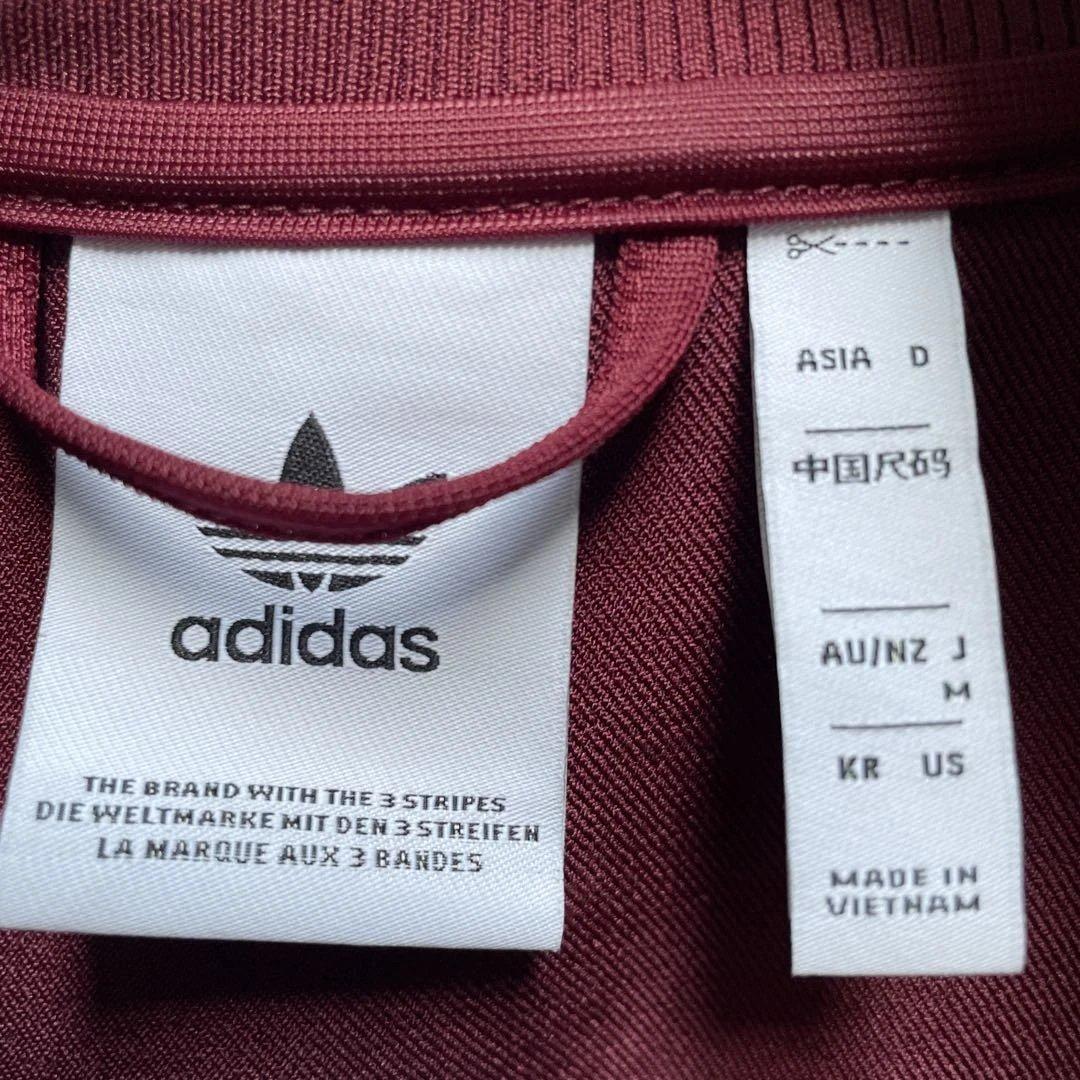 adidas
THE BRAND WITH THE 3 STRIPES
DIE WELTMARKE MIT DEN 3 STREIFEN
LA MARQUE AUX 3 BANDES
ASIA D
中国尺码
AU/NZ J
M
KR US
MADE IN
VIETNAM